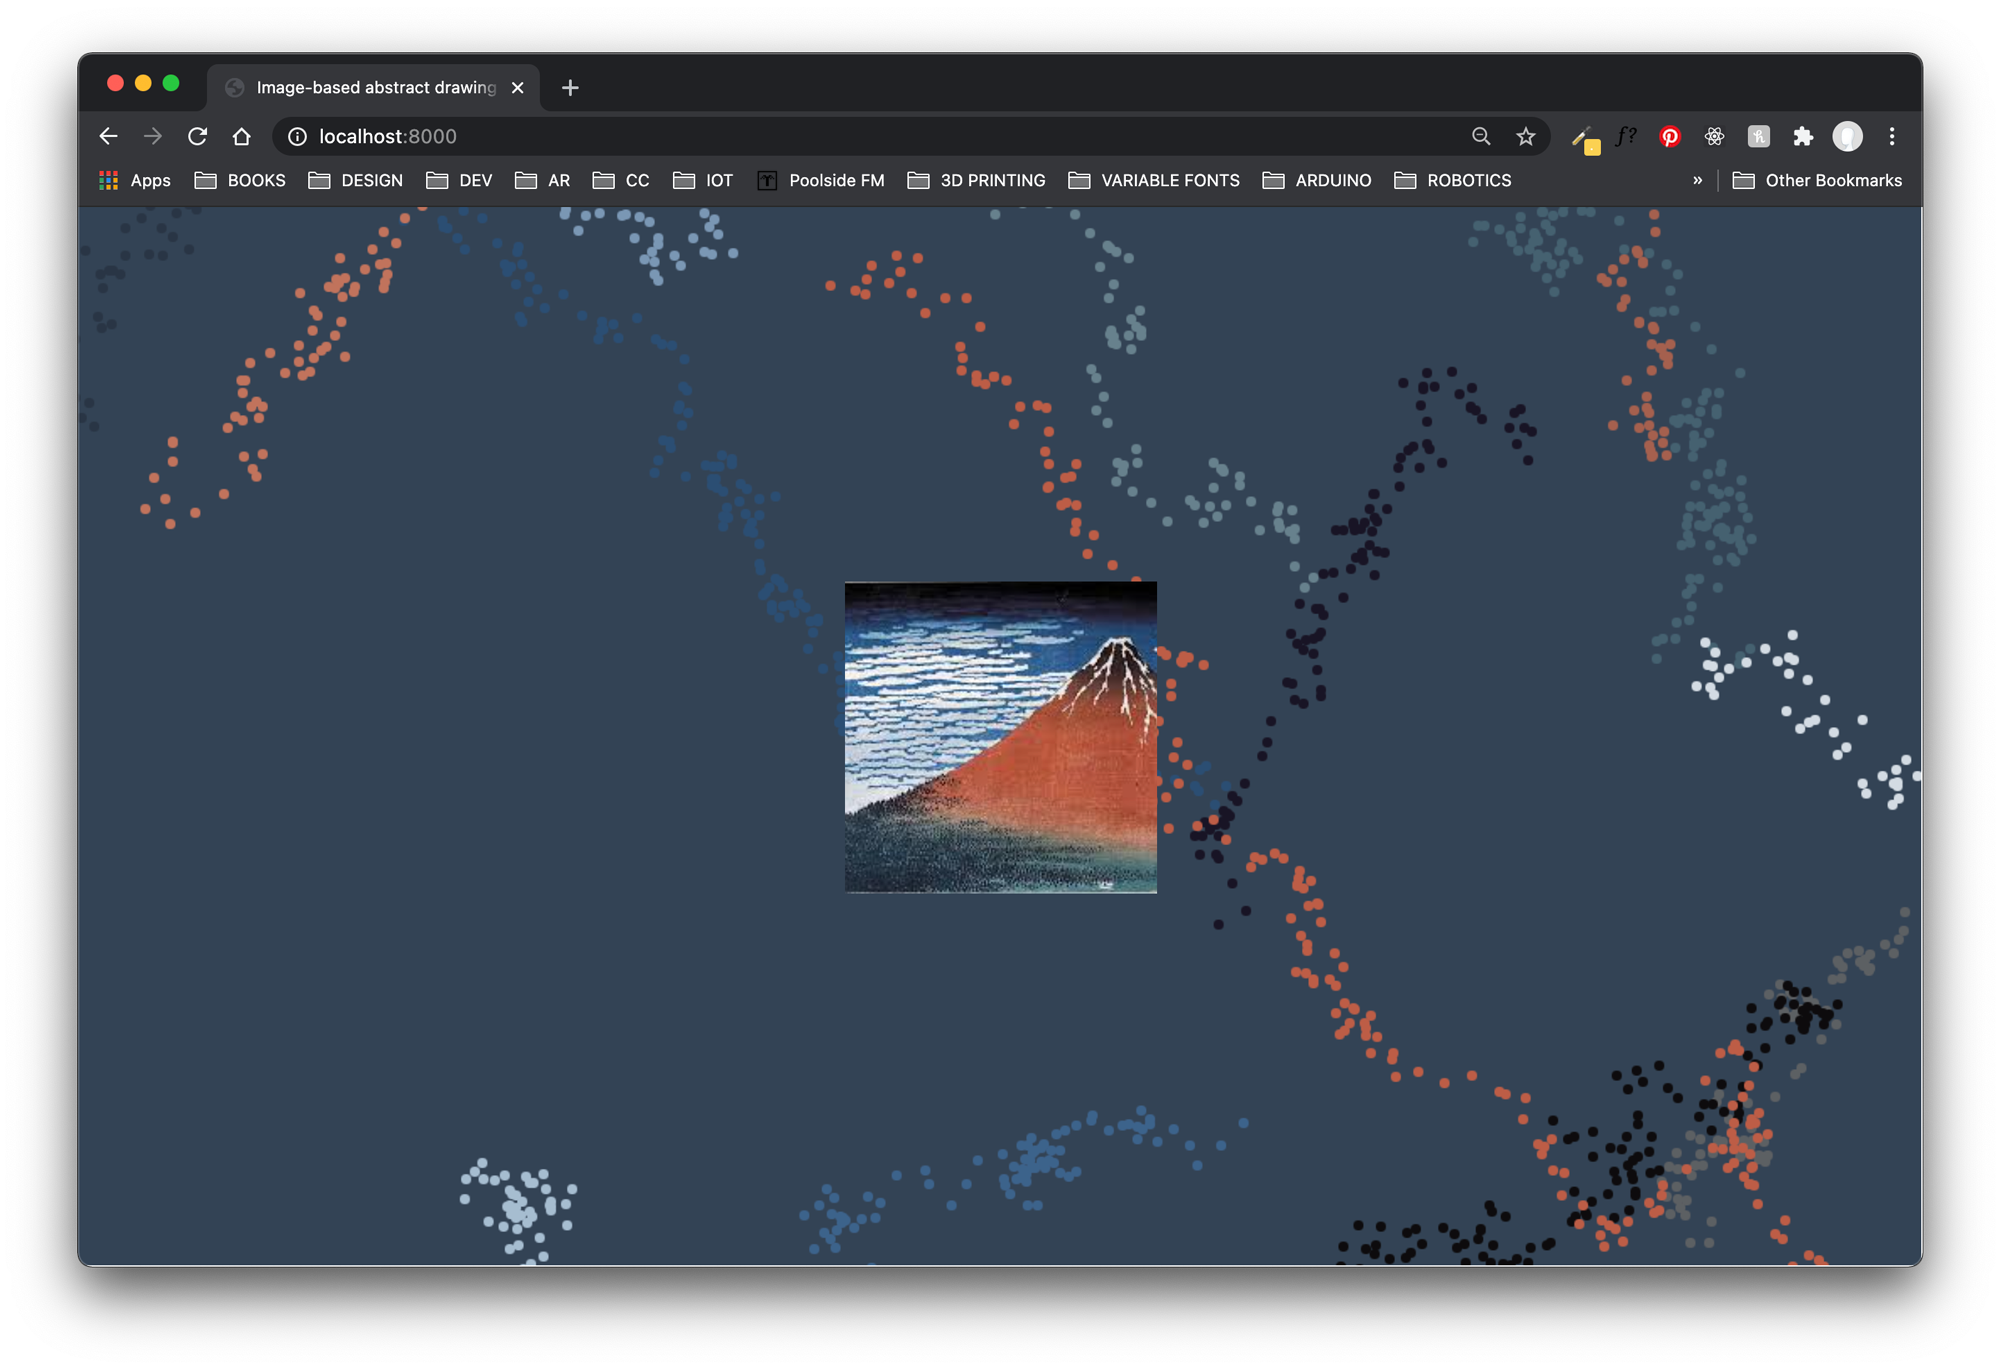 Image-based abstract drawing
localhost:8000
f?
Apps
BOOKS
DESIGN
DEV
AR
CC
IOT
Poolside FM
3D PRINTING
VARIABLE FONTS
ARDUINO
ROBOTICS
»
Other Bookmarks